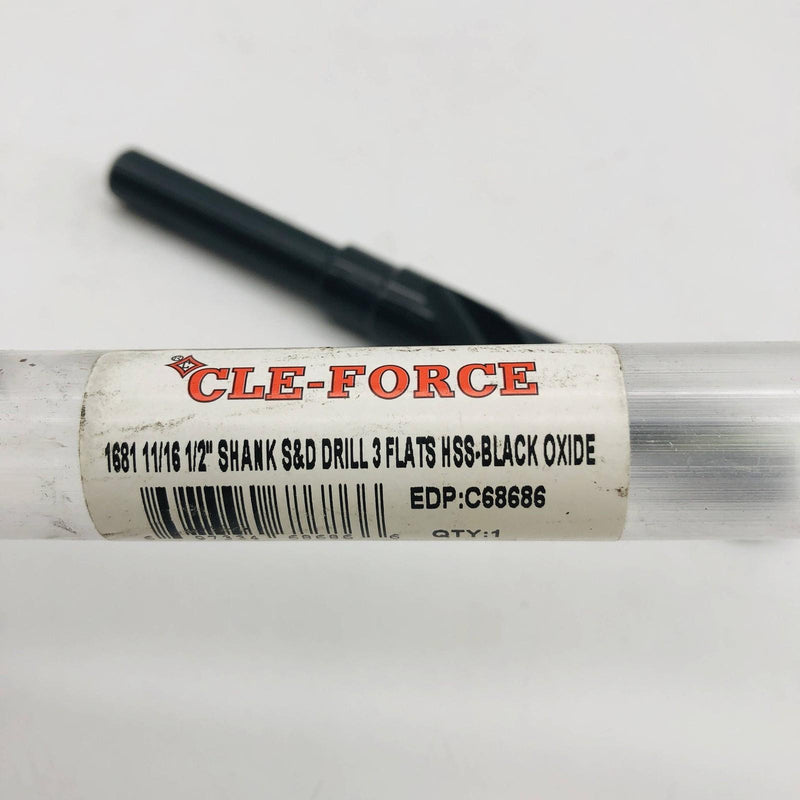 CLE-FORCE
1681 11/16 1/2" SHANK S&D DRILL 3 FLATS HSS-BLACK OXIDE
EDP:C68686
QTY:1